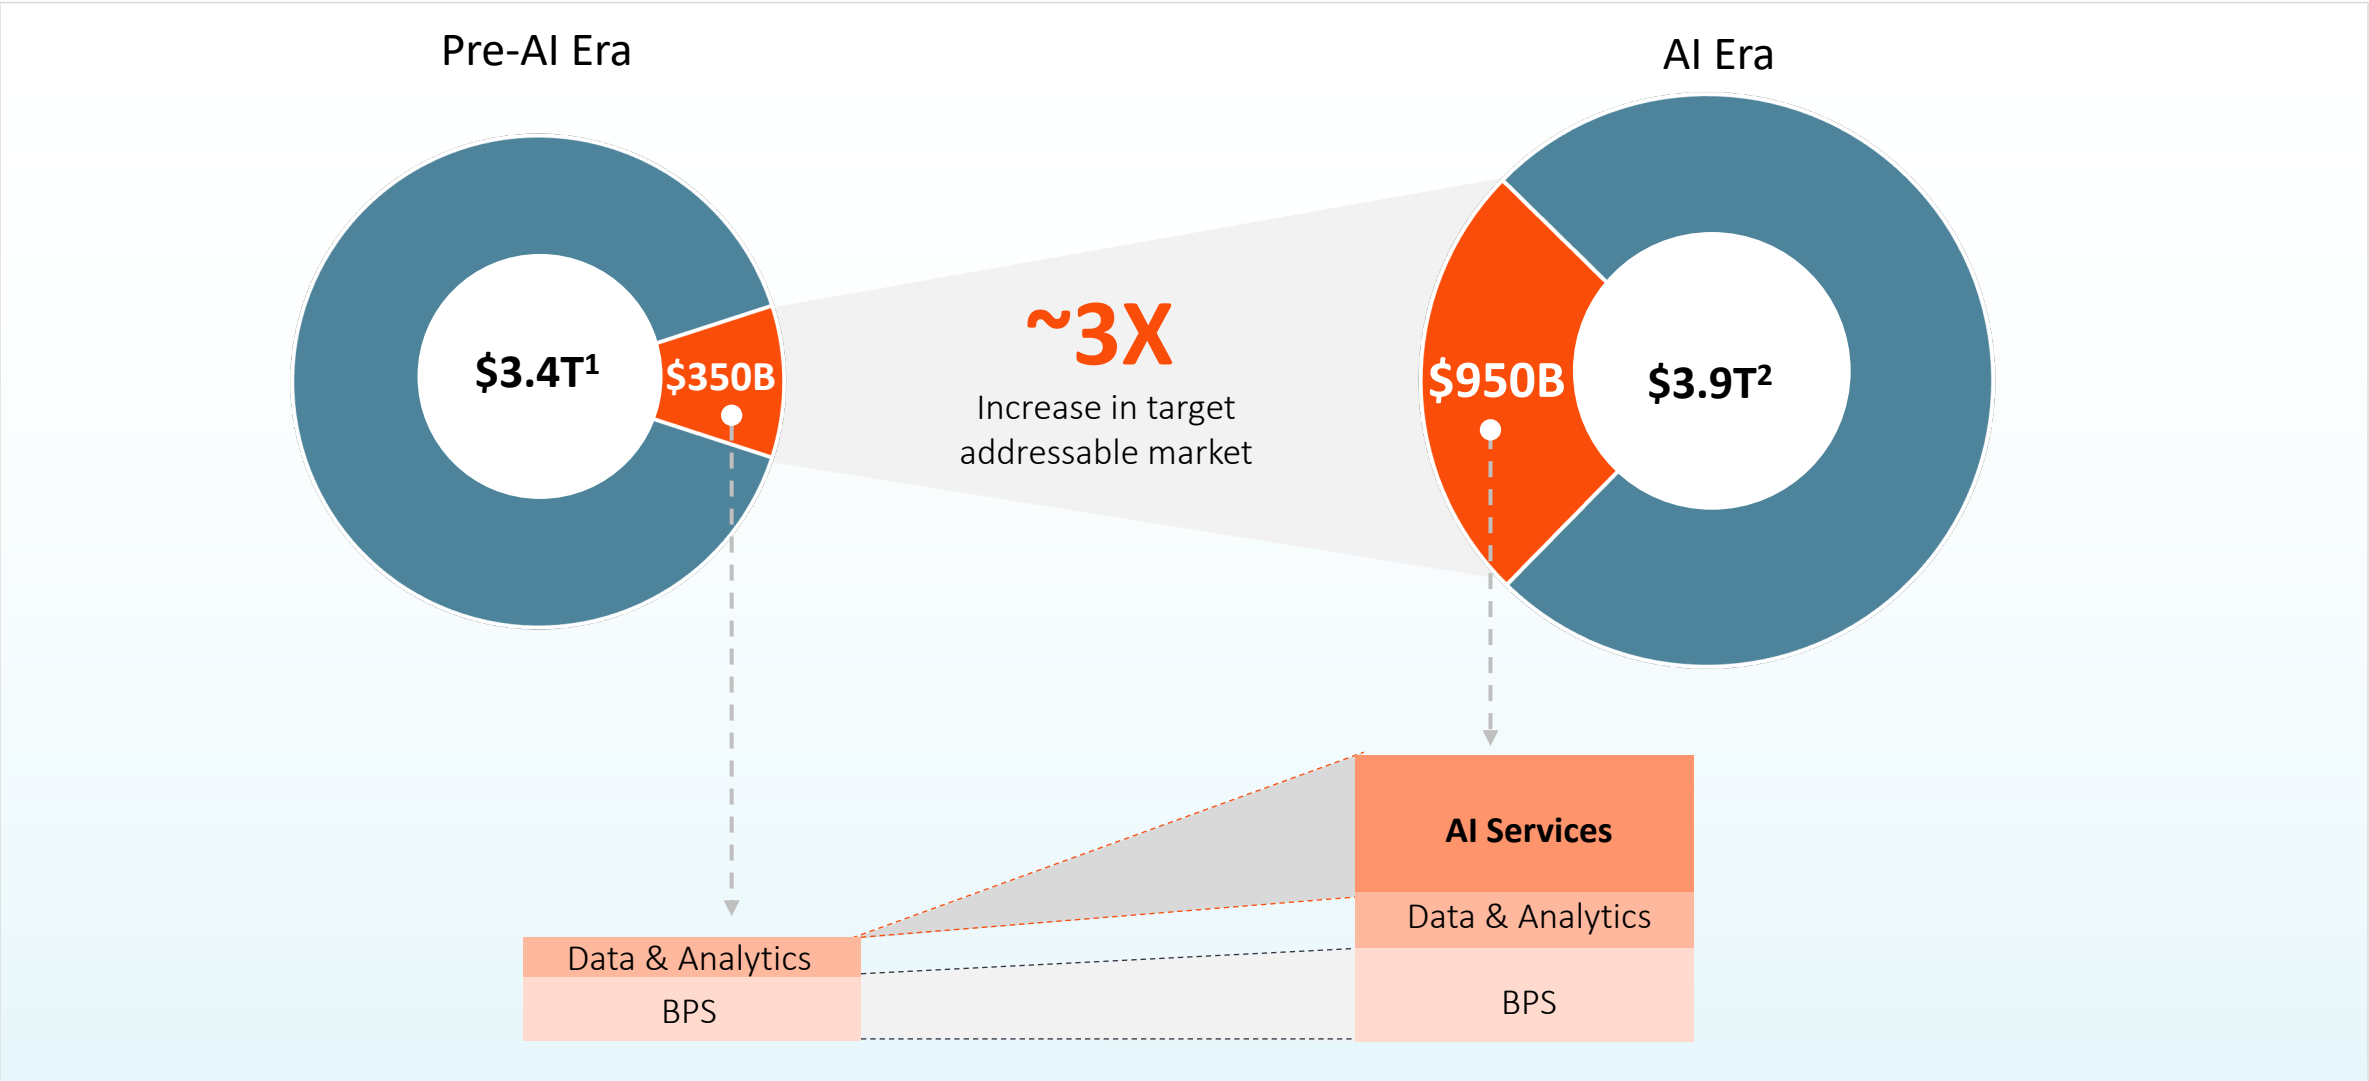 Pre-AI Era
AI Era
$3.4T¹
$350B
~3X
Increase in target
addressable market
$950B
$3.9T²
AI Services
Data & Analytics
BPS
Data & Analytics
BPS